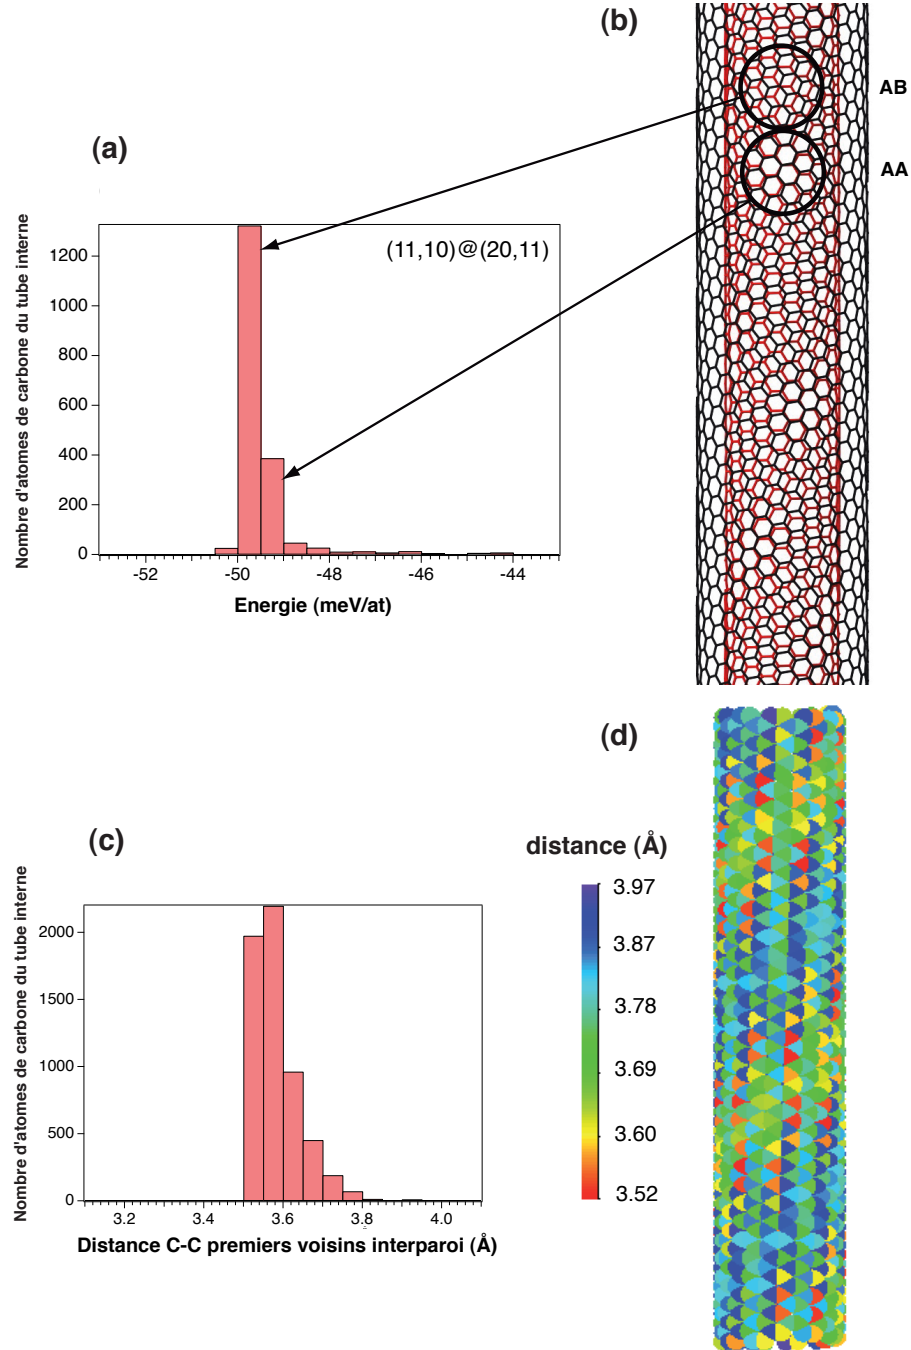 (b)
AB
AA
(a)
Nombre d'atomes de carbone du tube interne
(11,10)@(20,11)
1200
1000
800
600
400
200
0
-52 -50 -48 -46 -44
Energie (meV/at)
(d)
(c)
distance (Å)
Nombre d'atomes de carbone du tube interne
2000
1500
1000
500
0
3.2 3.4 3.6 3.8 4.0
Distance C-C premiers voisins interparoi (Å)
3.97
3.87
3.78
3.69
3.60
3.52